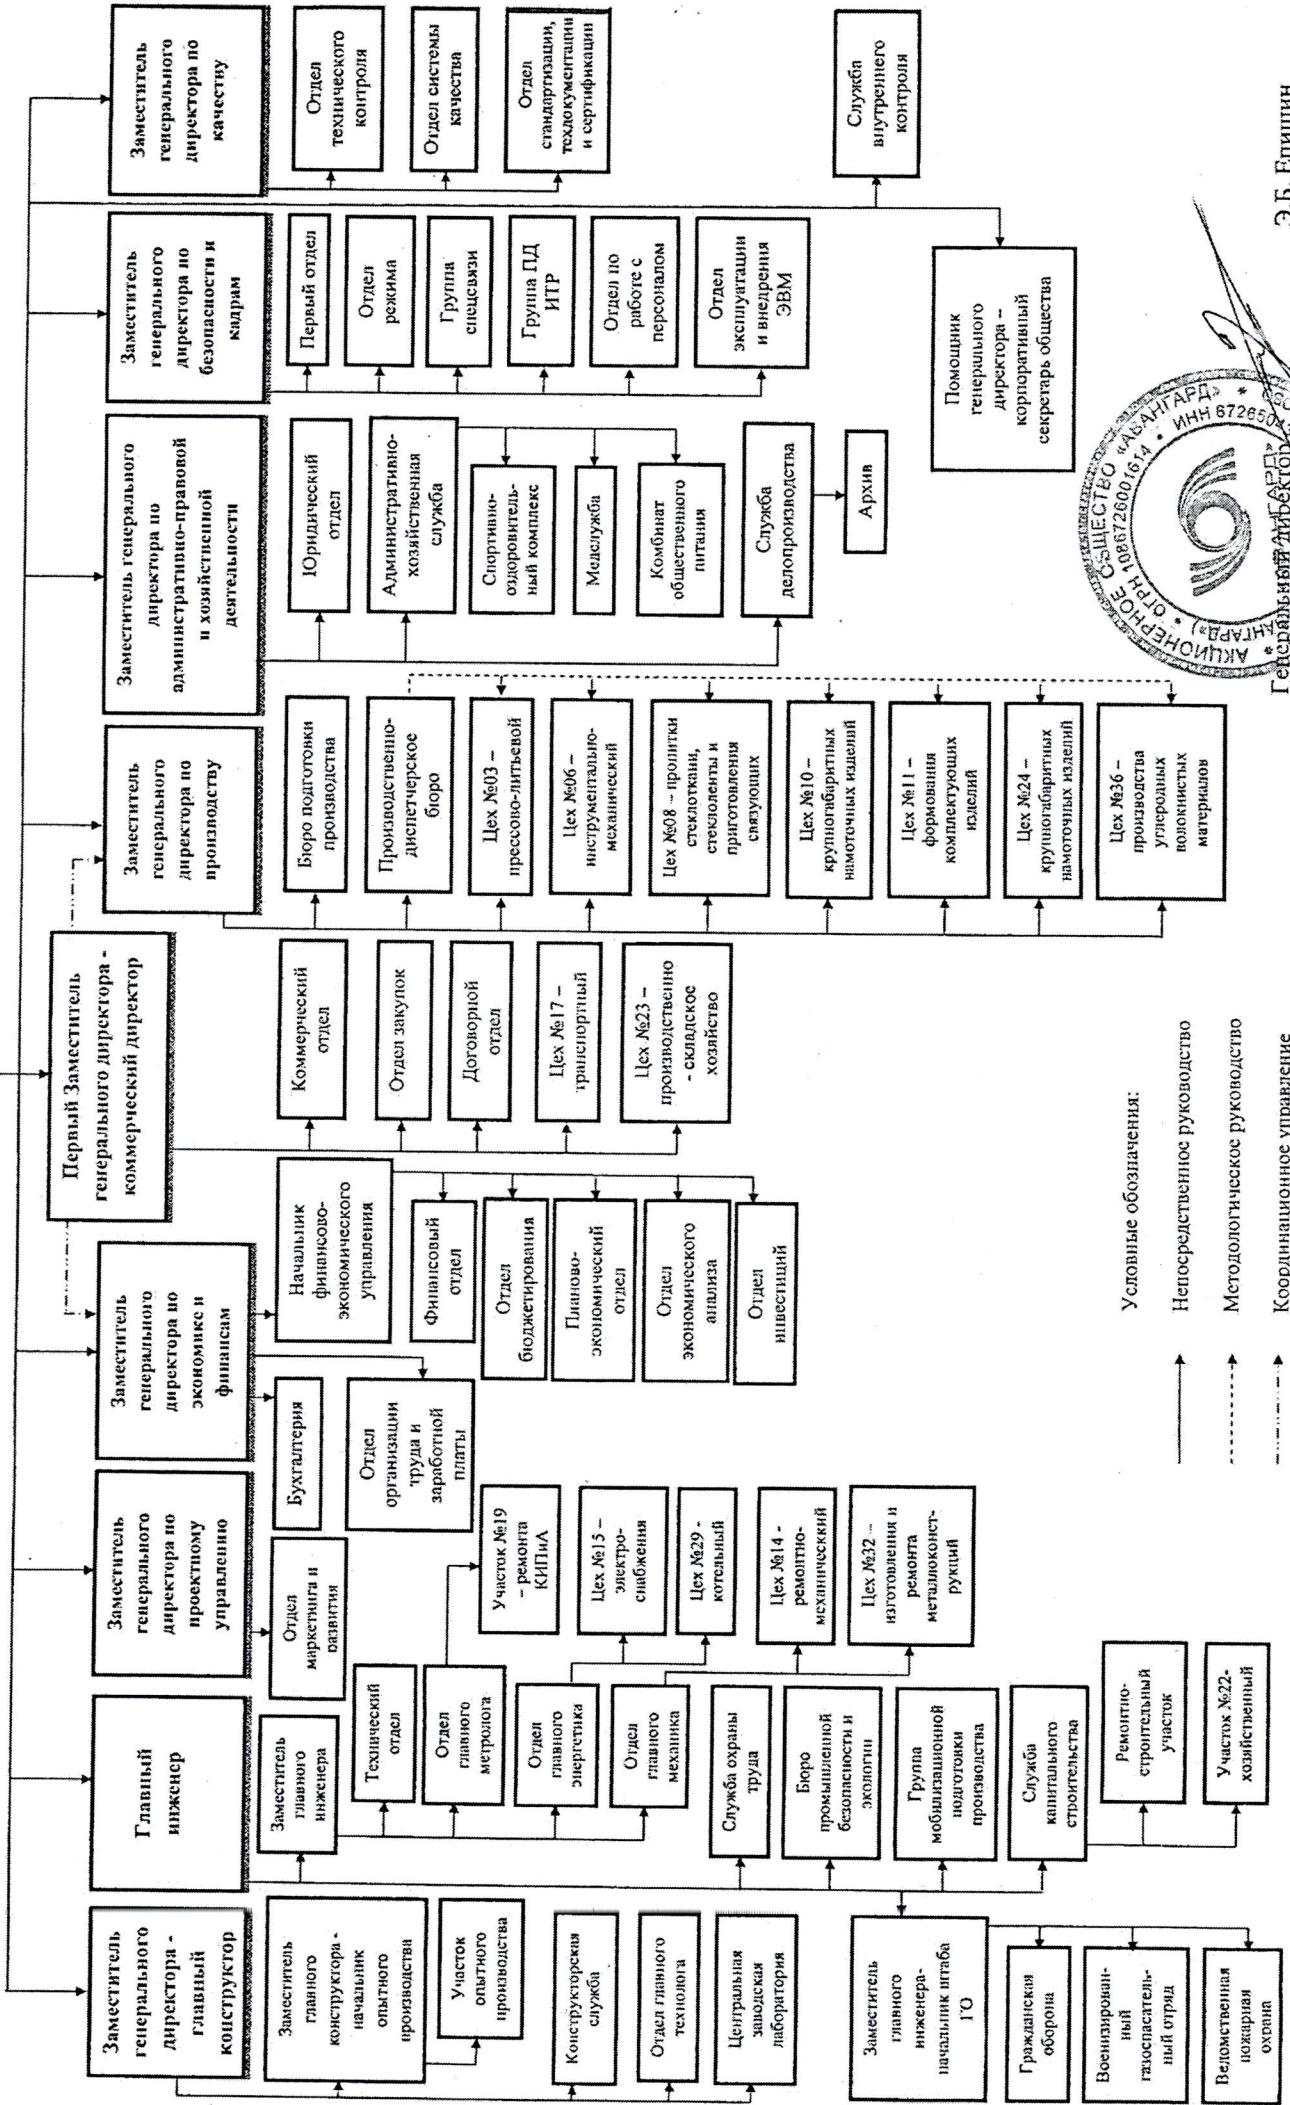 Заместитель
генерального
директора -
главный
конструктор
Заместитель
главного
конструктора -
начальник
опытного
производства
Участок
опытного
производства
Конструкторская
служба
Отдел главного
технолога
Центральная
заводская
лаборатория
Главный
инженер
Заместитель
главного
инженера
Технический
отдел
Отдел
главного
метролога
Участок №19
– ремонта
КИПиА
Отдел
главного
энергетика
Цех №15 –
электро-
снабжения
Цех №29 -
котельный
Отдел
главного
механика
Цех №14 -
ремонтно-
механический
Цех №32 –
изготовления и
ремонта
металлоконст-
рукций
Служба охраны
труда
Бюро
промышленной
безопасности и
экологии
Группа
мобилизационной
подготовки
производства
Служба
капитального
строительства
Ремонтно-
строительный
участок
Участок №22-
хозяйственный
Заместитель
главного
инженера-
начальник штаба
ГО
Гражданская
оборона
Военизирован-
ный
газоспасатель-
ный отряд
Ведомственная
пожарная
охрана
Заместитель
генерального
директора по
проектному
управлению
Отдел
маркетинга и
развития
Заместитель
генерального
директора по
экономике и
финансам
Бухгалтерия
Отдел
организации
труда и
заработной
платы
Начальник
финансово-
экономического
управления
Финансовый
отдел
Отдел
бюджетирования
Планово-
экономический
отдел
Отдел
экономического
анализа
Отдел
инвестиций
Первый Заместитель
генерального директора -
коммерческий директор
Коммерческий
отдел
Отдел закупок
Договорной
отдел
Цех №17 –
транспортный
Цех №23 –
производственно
- складское
хозяйство
Заместитель
генерального
директора по
производству
Бюро подготовки
производства
Производственно-
диспетчерское
бюро
Цех №03 –
прессово-литьевой
Цех №06 –
инструментально-
механический
Цех №08 – пропитки
стеклоткани,
стеклоленты и
приготовления
связующих
Цех №10 –
крупногабаритных
намоточных изделий
Цех №11 –
формования
комплектующих
изделий
Цех №24 –
крупногабаритных
намоточных изделий
Цех №36 –
производства
углеродных
волокнистых
материалов
Заместитель генерального
директора по
административно-правовой
и хозяйственной
деятельности
Юридический
отдел
Административно-
хозяйственная
служба
Спортивно-
оздоровитель-
ный комплекс
Медслужба
Комбинат
общественного
питания
Служба
делопроизводства
Архив
Заместитель
генерального
директора по
безопасности и
кадрам
Первый отдел
Отдел
режима
Группа
спецсвязи
Группа ПД
ИТР
Отдел по
работе с
персоналом
Отдел
эксплуатации
и внедрения
ЭВМ
Заместитель
генерального
директора по
качеству
Отдел
технического
контроля
Отдел системы
качества
Отдел
стандартизации,
техдокументации
и сертификации
Служба
внутреннего
контроля
Помощник
генерального
директора –
корпоративный
секретарь общества
Условные обозначения:
Непосредственное руководство
Методологическое руководство
Координационное управление
АКЦИОНЕРНОЕ ОБЩЕСТВО «АВАНГАРД»
ОГРН 1086726001614 • ИНН 672650
Генеральный директор
Э.Б. Епишин